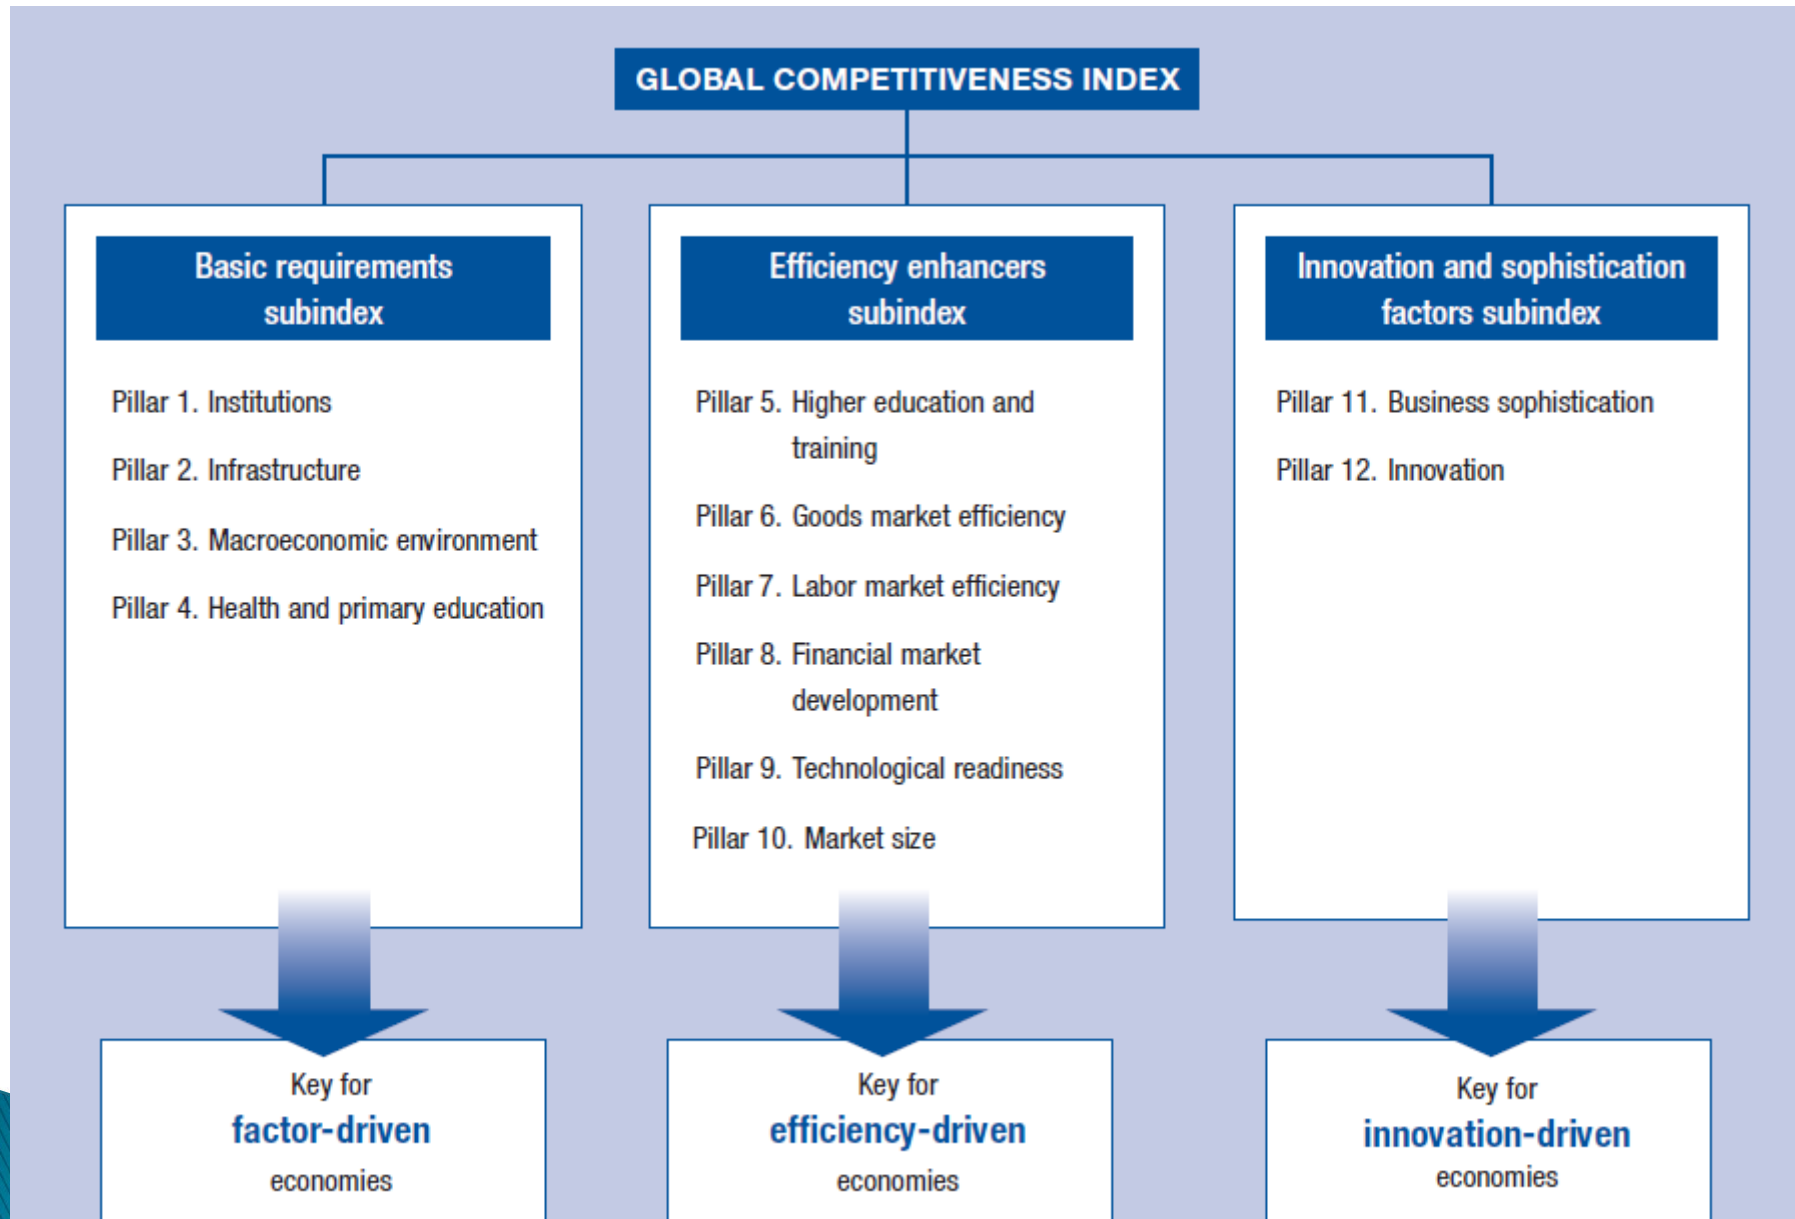 GLOBAL COMPETITIVENESS INDEX
Basic requirements
subindex
Pillar 1. Institutions
Pillar 2. Infrastructure
Pillar 3. Macroeconomic environment
Pillar 4. Health and primary education
Key for
factor-driven
economies
Efficiency enhancers
subindex
Pillar 5. Higher education and
training
Pillar 6. Goods market efficiency
Pillar 7. Labor market efficiency
Pillar 8. Financial market
development
Pillar 9. Technological readiness
Pillar 10. Market size
Key for
efficiency-driven
economies
Innovation and sophistication
factors subindex
Pillar 11. Business sophistication
Pillar 12. Innovation
Key for
innovation-driven
economies